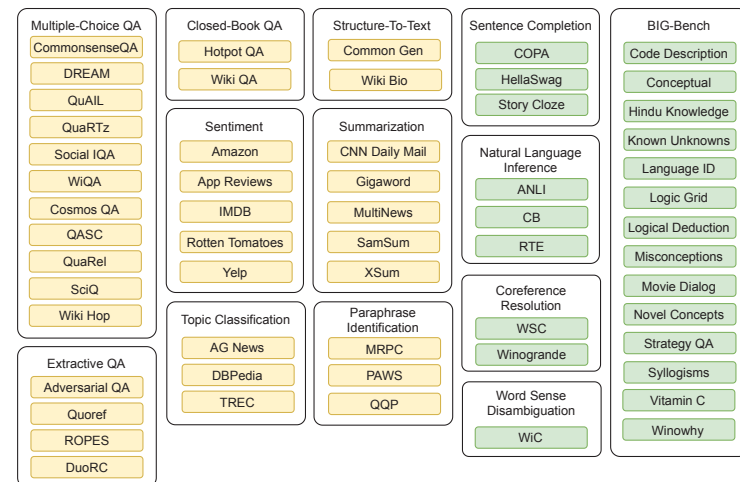 Multiple-Choice QA
CommonsenseQA
DREAM
QuAIL
QuaRTz
Social IQA
WiQA
Cosmos QA
QASC
QuaRel
SciQ
Wiki Hop
Extractive QA
Adversarial QA
Quoref
ROPES
DuoRC
Closed-Book QA
Hotpot QA
Wiki QA
Sentiment
Amazon
App Reviews
IMDB
Rotten Tomatoes
Yelp
Topic Classification
AG News
DBPedia
TREC
Structure-To-Text
Common Gen
Wiki Bio
Summarization
CNN Daily Mail
Gigaword
MultiNews
SamSum
XSum
Paraphrase
Identification
MRPC
PAWS
QQP
Sentence Completion
COPA
HellaSwag
Story Cloze
Natural Language
Inference
ANLI
CB
RTE
Coreference
Resolution
WSC
Winogrande
Word Sense
Disambiguation
WiC
BIG-Bench
Code Description
Conceptual
Hindu Knowledge
Known Unknowns
Language ID
Logic Grid
Logical Deduction
Misconceptions
Movie Dialog
Novel Concepts
Strategy QA
Syllogisms
Vitamin C
Winowhy